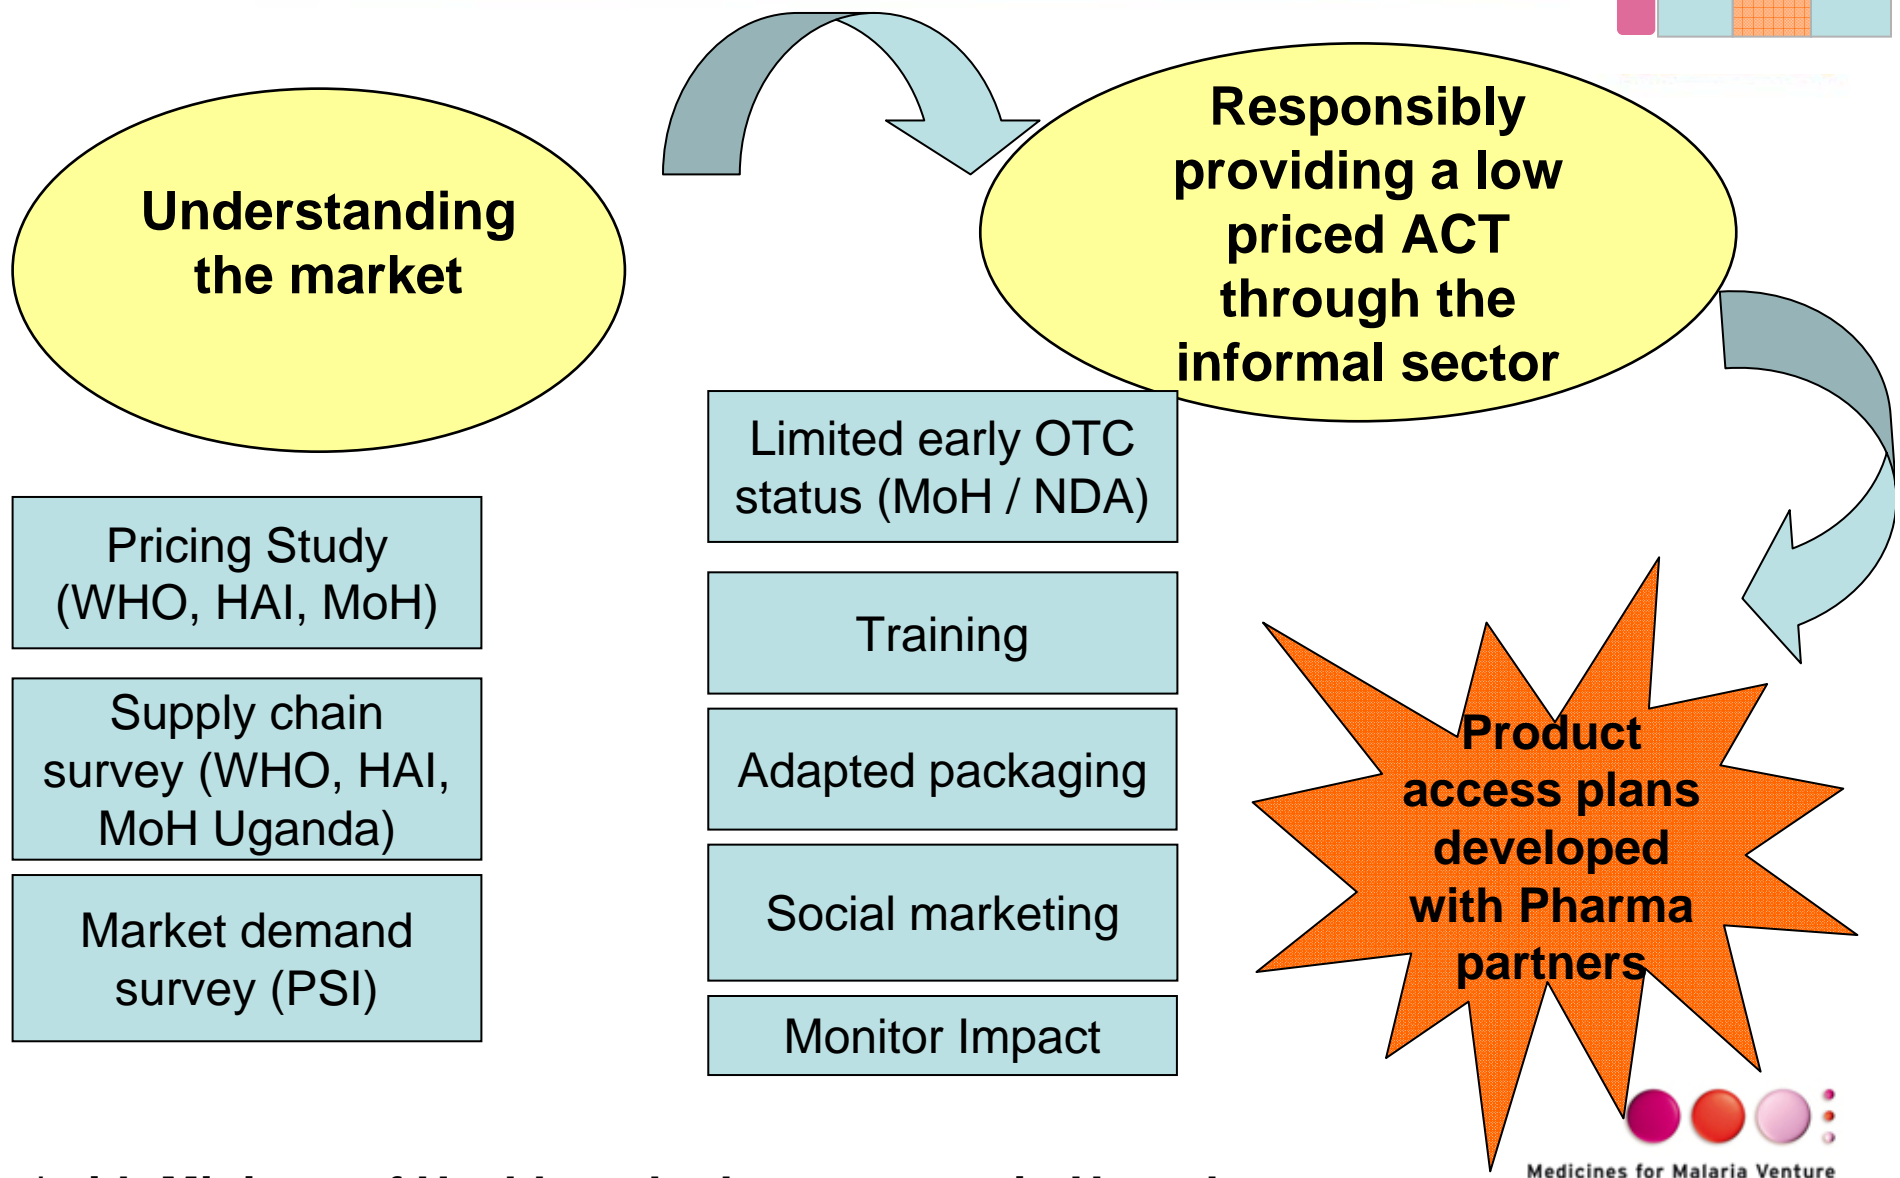 Understanding
the market
Pricing Study
(WHO, HAI, MoH)
Supply chain
survey (WHO, HAI,
MoH Uganda)
Market demand
survey (PSI)
Responsibly
providing a low
priced ACT
through the
informal sector
Limited early OTC
status (MoH / NDA)
Training
Adapted packaging
Social marketing
Monitor Impact
Product
access plans
developed
with Pharma
partners
Medicines for Malaria Venture